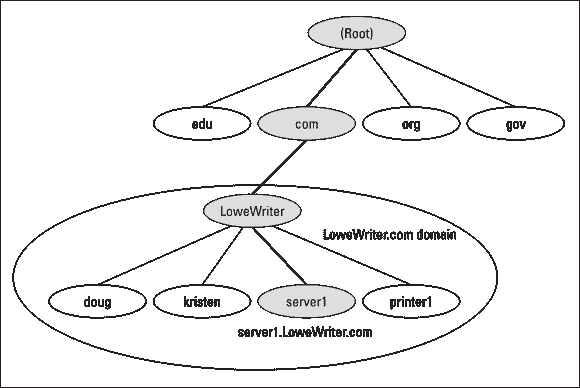 (Root)
edu com org gov
LoweWriter
LoweWriter.com domain
doug kristen server1 printer1
server1.LoweWriter.com